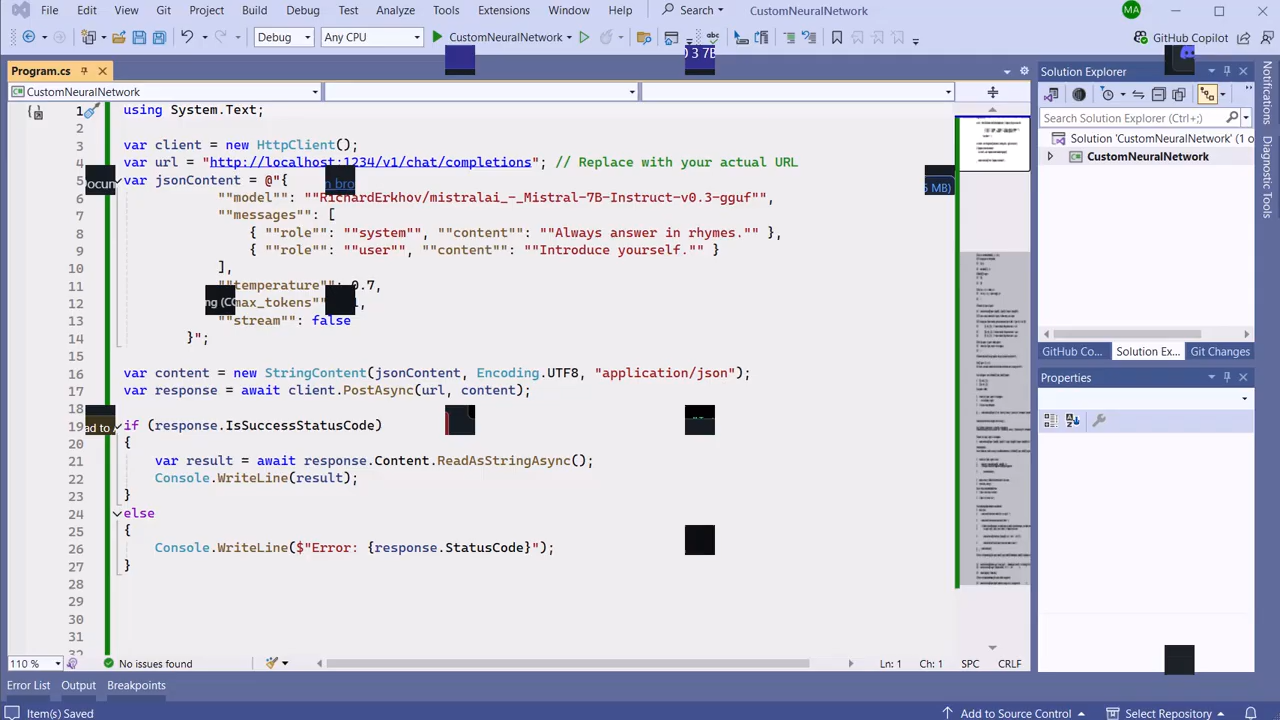 File Edit View Git Project Build Debug Test Analyze Tools Extensions Window Help Search CustomNeuralNetwork MA
Debug Any CPU CustomNeuralNetwork GitHub Copilot
Program.cs
CustomNeuralNetwork
1 using System.Text;
2
3 var client = new HttpClient();
4 var url = "http://localhost:1234/v1/chat/completions"; // Replace with your actual URL
5 var jsonContent =
6 ""model"": ""RichardErkhov/mistralai_-_Mistral-7B-Instruct-v0.3-gguf"",
7 ""messages"": [
8 { ""role"": ""system"", ""content"": ""Always answer in rhymes."" },
9 { ""role"": ""user"", ""content"": ""Introduce yourself."" }
10 ],
11 ""temperature"": 0.7,
12
13 ""stream"": false
14 }";
15
16 var content = new StringContent(jsonContent, Encoding.UTF8, "application/json");
17 var response = await client.PostAsync(url, content);
18
19 if (response.IsSuccessStatusCode)
20
21 var result = await response.Content.ReadAsStringAsync();
22 Console.WriteLine(result);
23
24 else
25
26 Console.WriteLine($"Error: {response.StatusCode}")
27
28
29
30
31
32
110 % No issues found Ln: 1 Ch: 1 SPC CRLF
Error List Output Breakpoints
Item(s) Saved Add to Source Control Select Repository
Solution Explorer
Search Solution Explorer (Ctrl+;)
Solution 'CustomNeuralNetwork' (1 o
CustomNeuralNetwork
GitHub Co... Solution Ex... Git Changes
Properties
Notifications
Diagnostic Tools